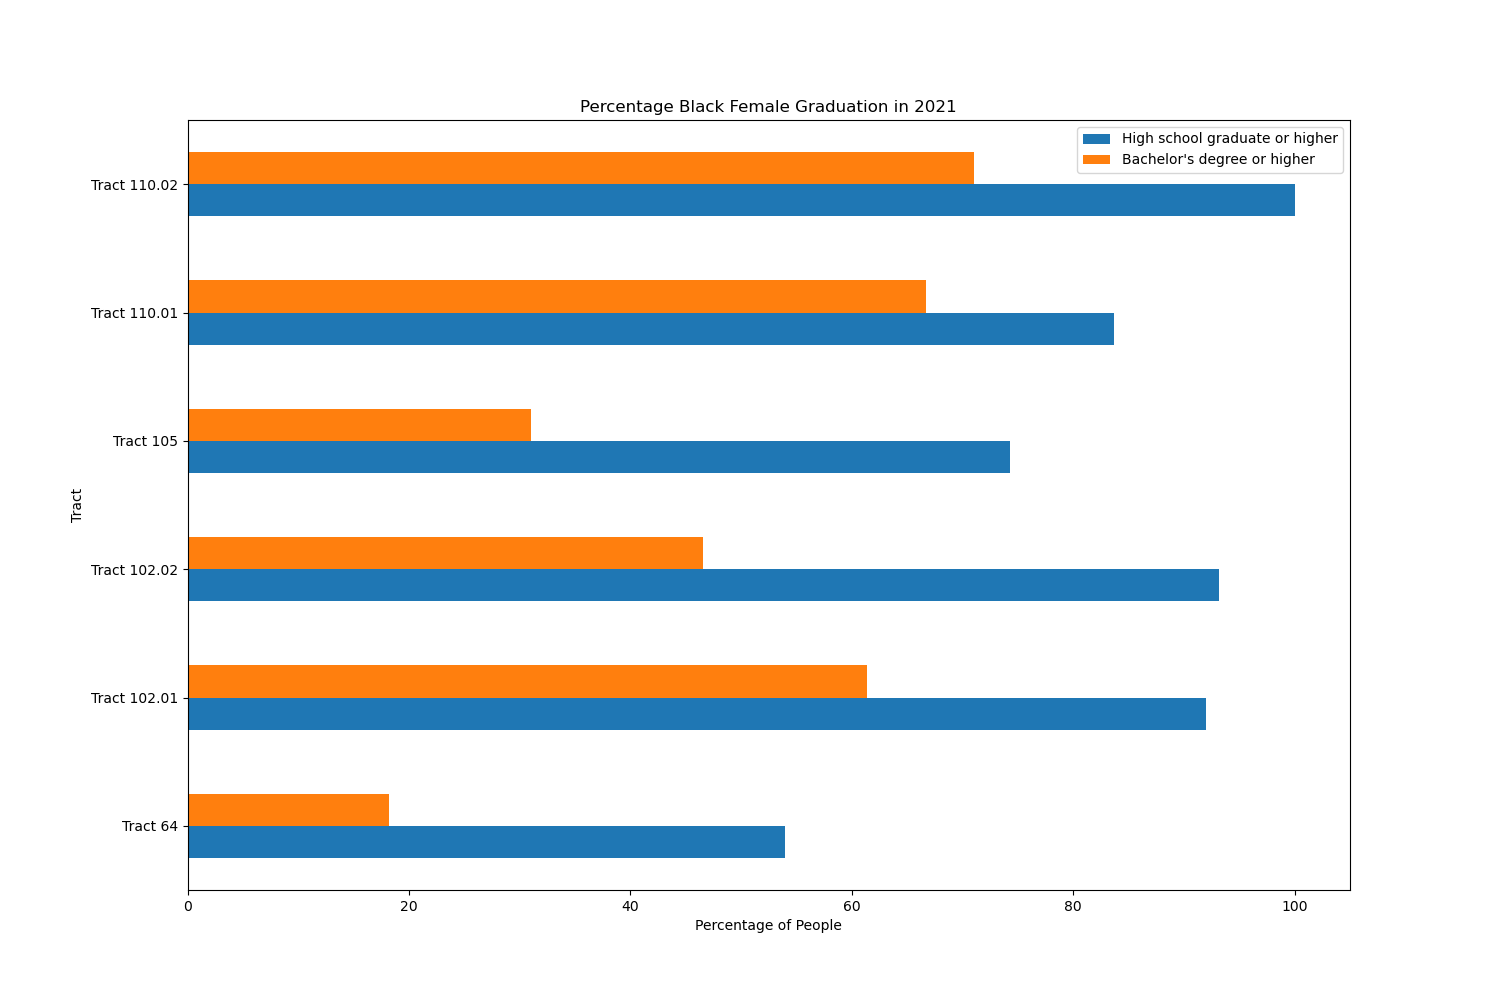 Percentage Black Female Graduation in 2021
High school graduate or higher
Bachelor's degree or higher
Tract 110.02
Tract 110.01
Tract 105
Tract 102.02
Tract 102.01
Tract 64
Tract
0 20 40 60 80 100
Percentage of People